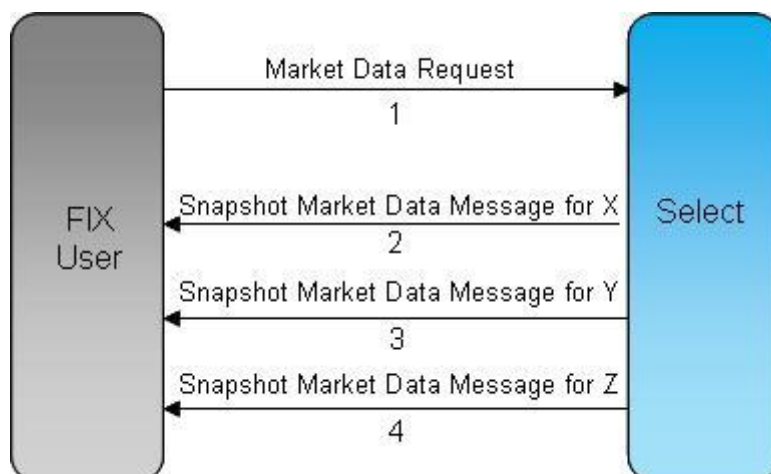 Market Data Request
1
Snapshot Market Data Message for X
2
FIX
User
Select
Snapshot Market Data Message for Y
3
Snapshot Market Data Message for Z
4